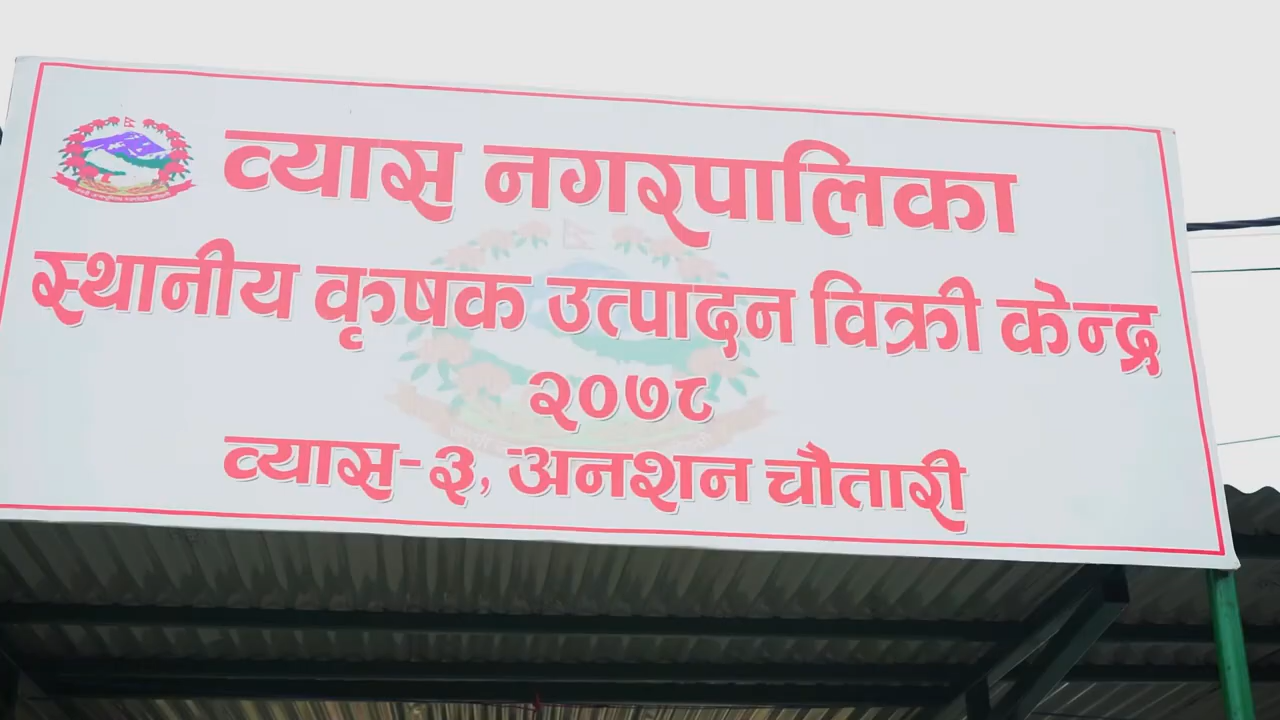 व्यास नगरपालिका
स्थानीय कृषक उत्पादन विक्री केन्द्र
२०७८
व्यास-३, अनशन चौतारी